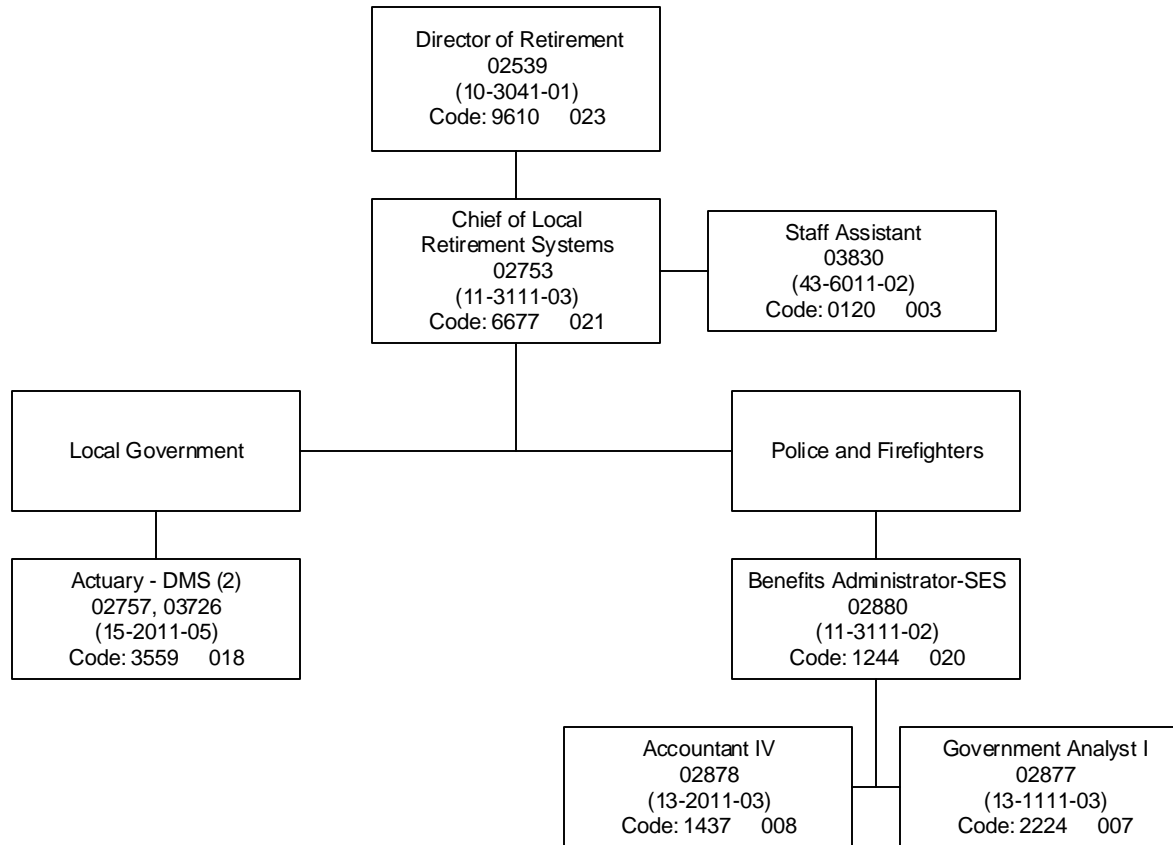 Director of Retirement
02539
(10-3041-01)
Code: 9610 023
Chief of Local
Retirement Systems
02753
(11-3111-03)
Code: 6677 021
Staff Assistant
03830
(43-6011-02)
Code: 0120 003
Local Government
Police and Firefighters
Actuary - DMS (2)
02757, 03726
(15-2011-05)
Code: 3559 018
Benefits Administrator-SES
02880
(11-3111-02)
Code: 1244 020
Accountant IV
02878
(13-2011-03)
Code: 1437 008
Government Analyst I
02877
(13-1111-03)
Code: 2224 007